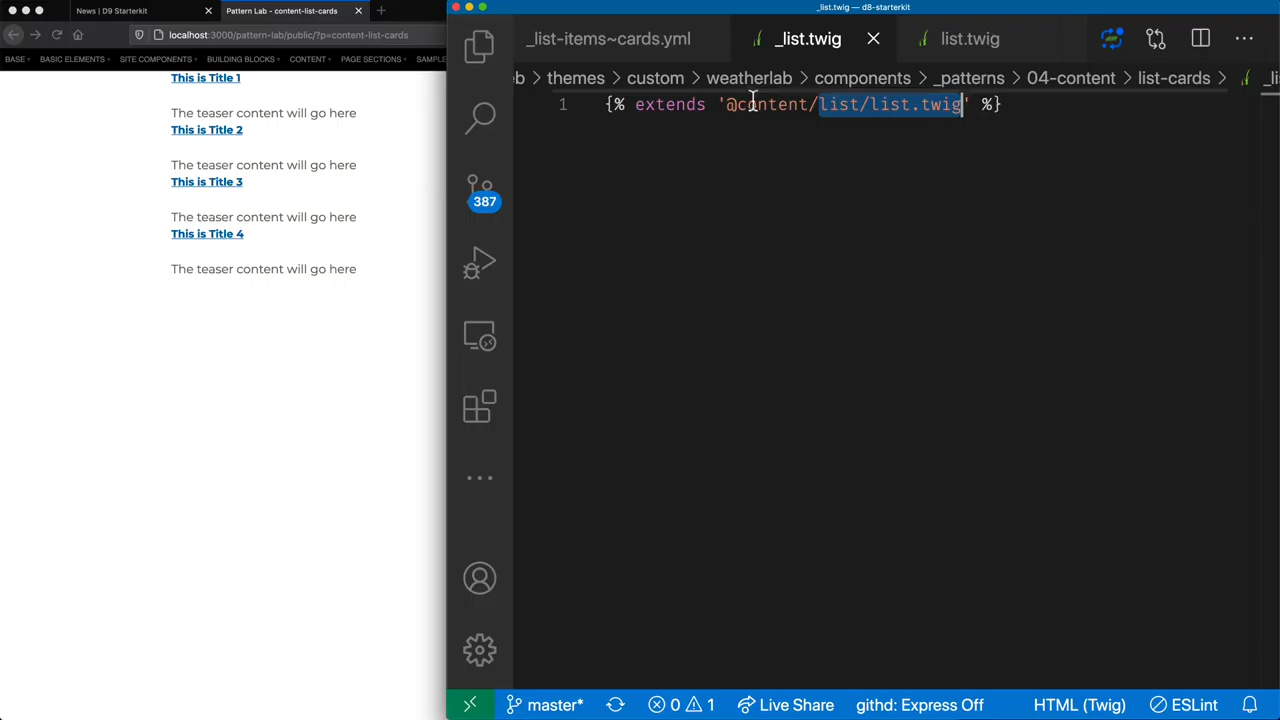 News | D9 Starterkit
Pattern Lab - content-list-cards
localhost:3000/pattern-lab/public/?p=content-list-cards
BASE BASIC ELEMENTS SITE COMPONENTS BUILDING BLOCKS CONTENT PAGE SECTIONS SAMPL
This is Title 1
The teaser content will go here
This is Title 2
The teaser content will go here
This is Title 3
The teaser content will go here
This is Title 4
The teaser content will go here
_list.twig — d8-starterkit
_list-items~cards.yml
_list.twig
list.twig
eb > themes > custom > weatherlab > components > _patterns > 04-content > list-cards > _li
1 {% extends '@content/list/list.twig' %}
387
master* 0 1 Live Share githd: Express Off HTML (Twig) ESLint